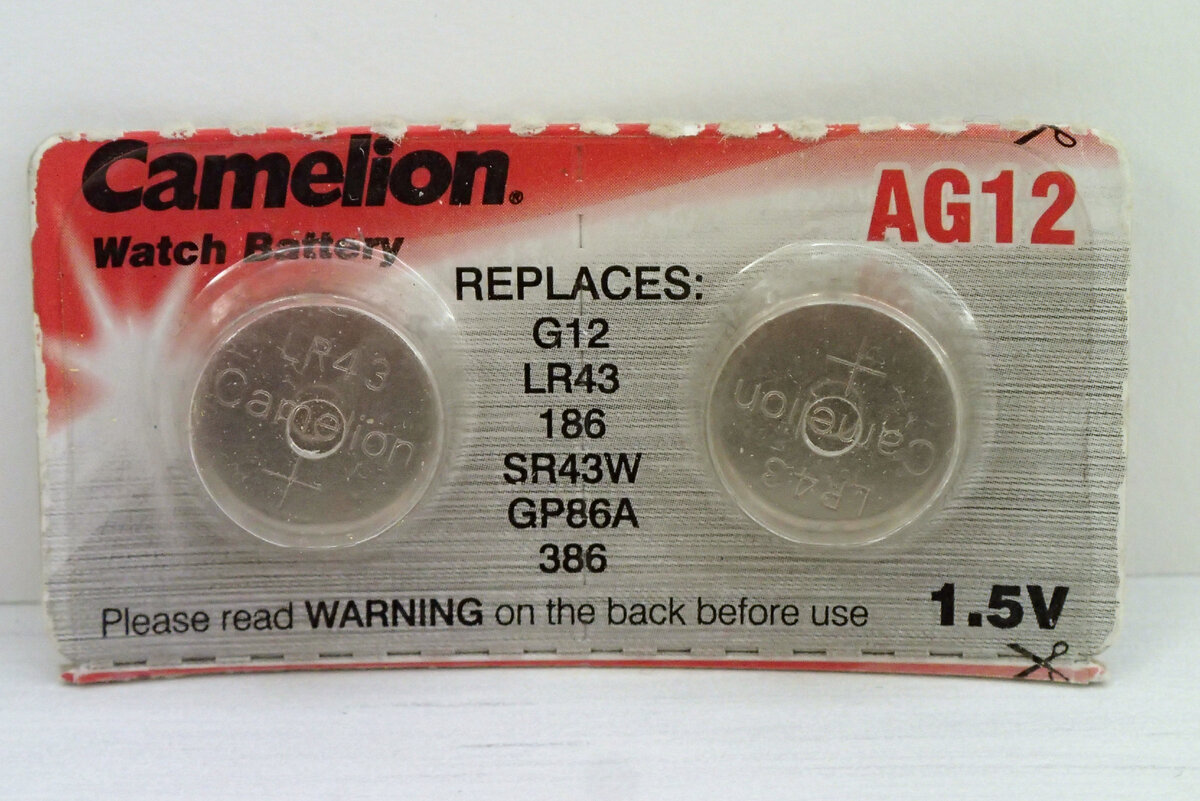 Camelion®
Watch Battery
AG12
REPLACES:
G12
LR43
186
SR43W
GP86A
386
LR43
Camelion
+
+
Camelion
LR43
Please read WARNING on the back before use
1.5V